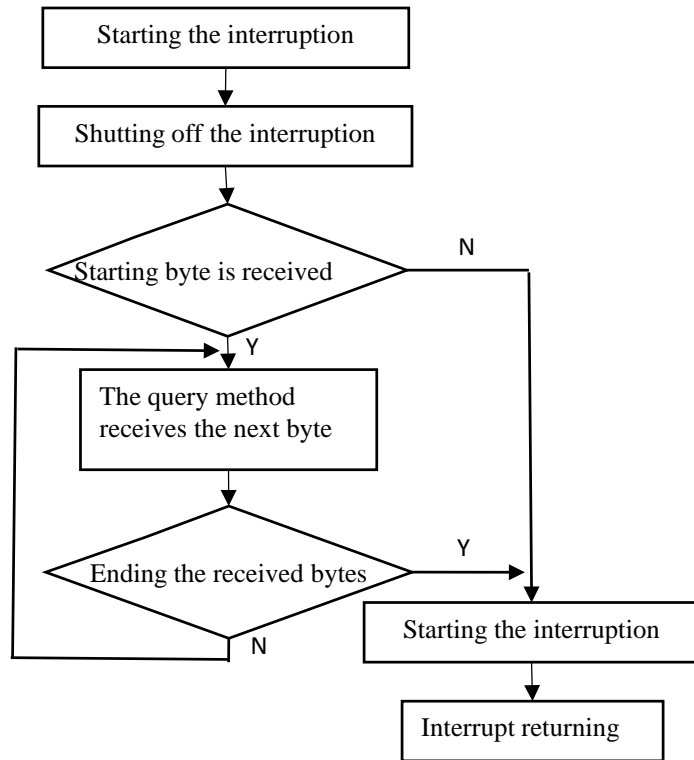 Starting the interruption
Shutting off the interruption
Starting byte is received
N
Y
The query method
receives the next byte
Ending the received bytes
Y
N
Starting the interruption
Interrupt returning